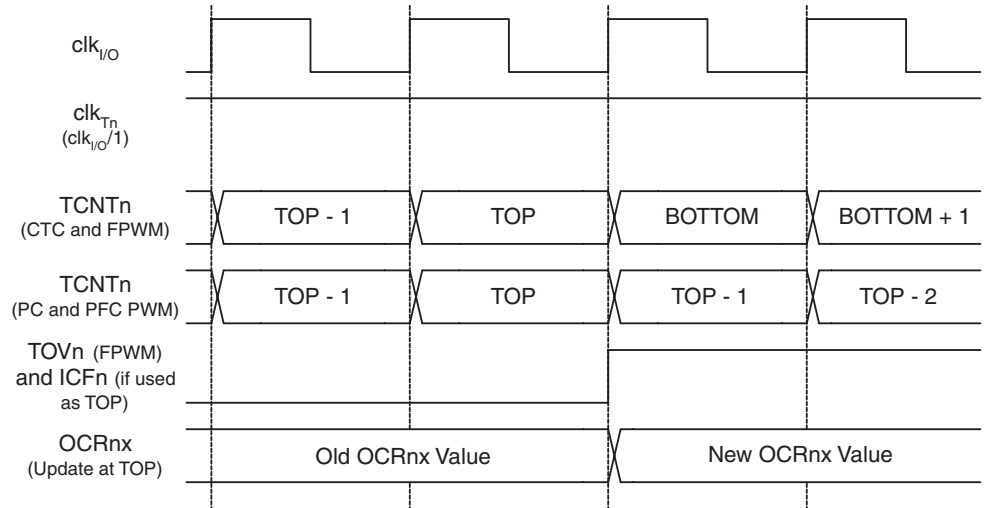 clkI/O
clkTn
(clkI/O/1)
TCNTn
(CTC and FPWM)
TOP - 1
TOP
BOTTOM
BOTTOM + 1
TCNTn
(PC and PFC PWM)
TOP - 1
TOP
TOP - 1
TOP - 2
TOVn (FPWM)
and ICFn (if used
as TOP)
OCRnx
(Update at TOP)
Old OCRnx Value
New OCRnx Value